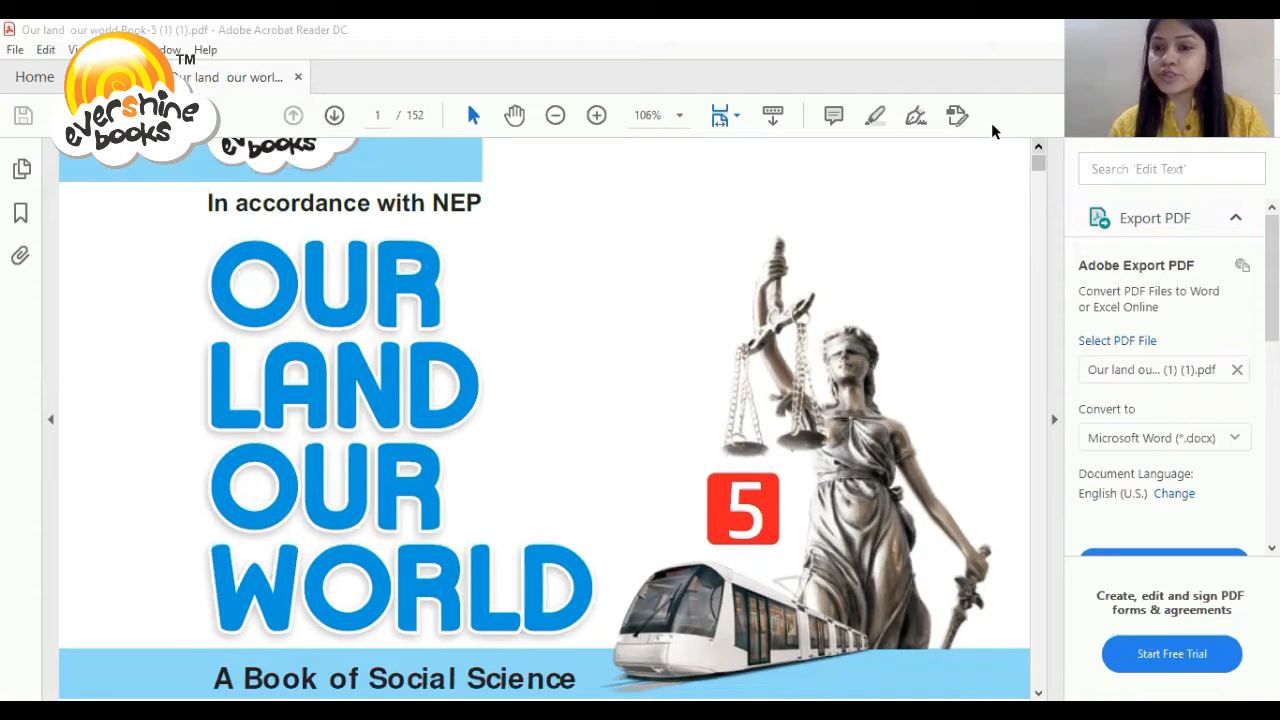 Our land our world Book-5 (1) (1).pdf - Adobe Acrobat Reader DC
File Edit Help
Home
Our land our worl... ×
TM
evershine
books
1 / 152
106%
books
In accordance with NEP
OUR
LAND
OUR
WORLD
5
A Book of Social Science
Search 'Edit Text'
Export PDF
Adobe Export PDF
Convert PDF Files to Word
or Excel Online
Select PDF File
Our land ou... (1) (1).pdf
Convert to
Microsoft Word (*.docx)
Document Language:
English (U.S.) Change
Create, edit and sign PDF
forms & agreements
Start Free Trial